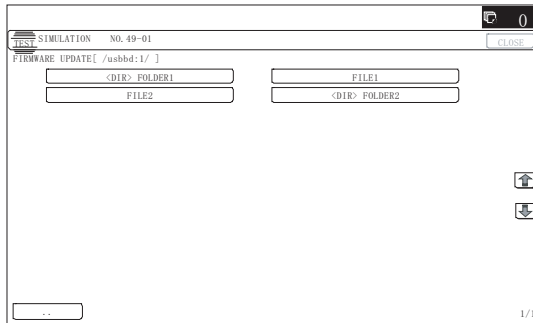 0
TEST SIMULATION NO. 49-01 CLOSE
FIRMWARE UPDATE[ /usbbd:1/ ]
<DIR> FOLDER1 FILE1
FILE2 <DIR> FOLDER2
.. 1/1